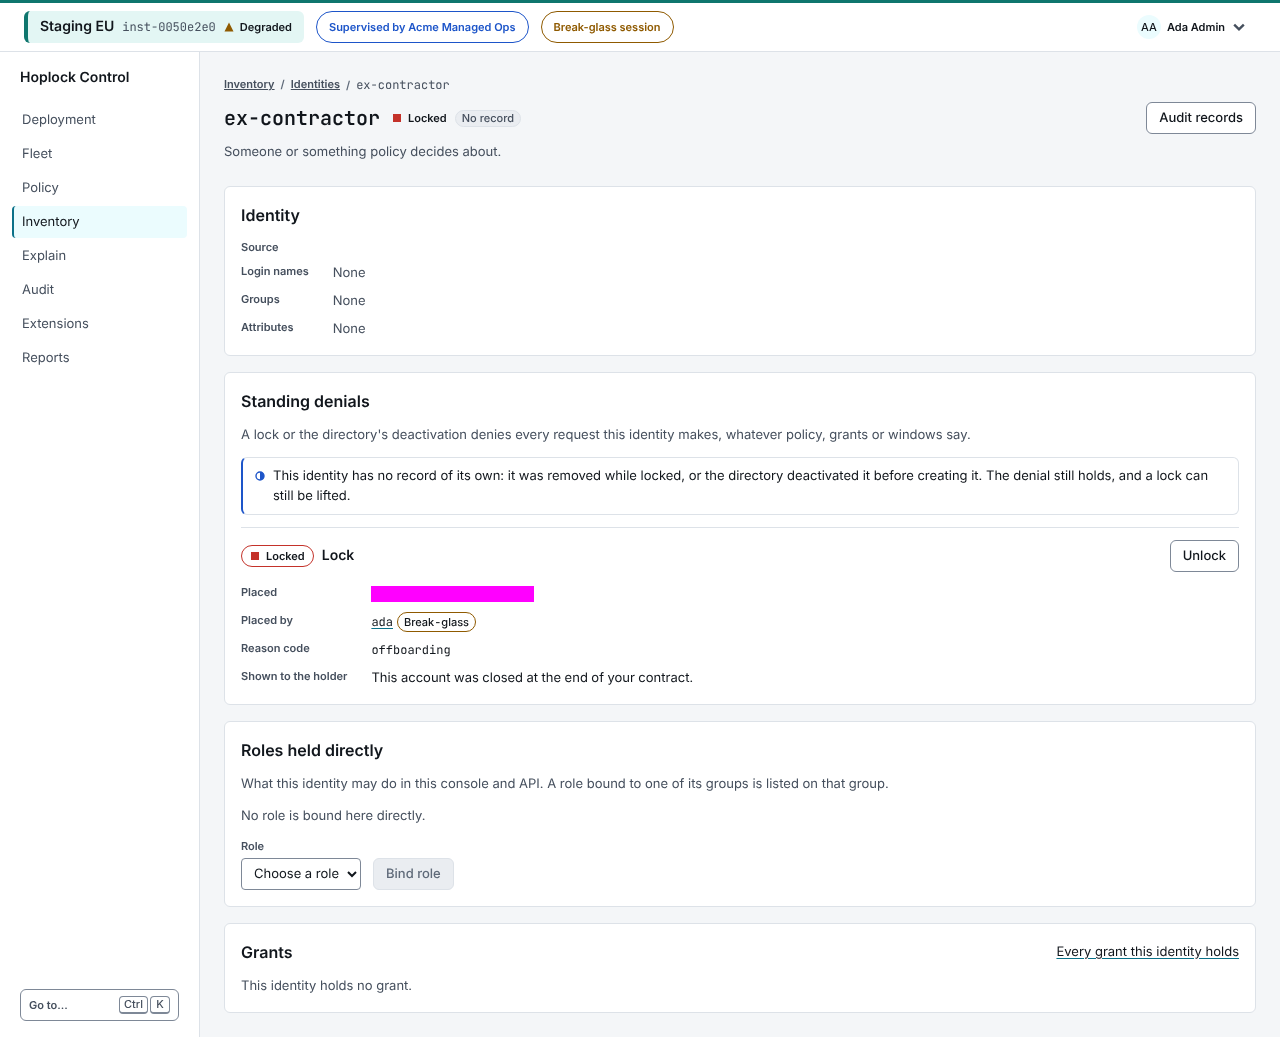 Staging EU inst-0050e2e0 Degraded Supervised by Acme Managed Ops Break-glass session AA Ada Admin
Hoplock Control
Deployment
Fleet
Policy
Inventory
Explain
Audit
Extensions
Reports
Go to... Ctrl K
Inventory / Identities / ex-contractor
ex-contractor Locked No record Audit records
Someone or something policy decides about.
Identity
Source
Login names None
Groups None
Attributes None
Standing denials
A lock or the directory's deactivation denies every request this identity makes, whatever policy, grants or windows say.
This identity has no record of its own: it was removed while locked, or the directory deactivated it before creating it. The denial still holds, and a lock can
still be lifted.
Locked Lock Unlock
Placed
Placed by ada Break-glass
Reason code offboarding
Shown to the holder This account was closed at the end of your contract.
Roles held directly
What this identity may do in this console and API. A role bound to one of its groups is listed on that group.
No role is bound here directly.
Role
Choose a role Bind role
Grants Every grant this identity holds
This identity holds no grant.